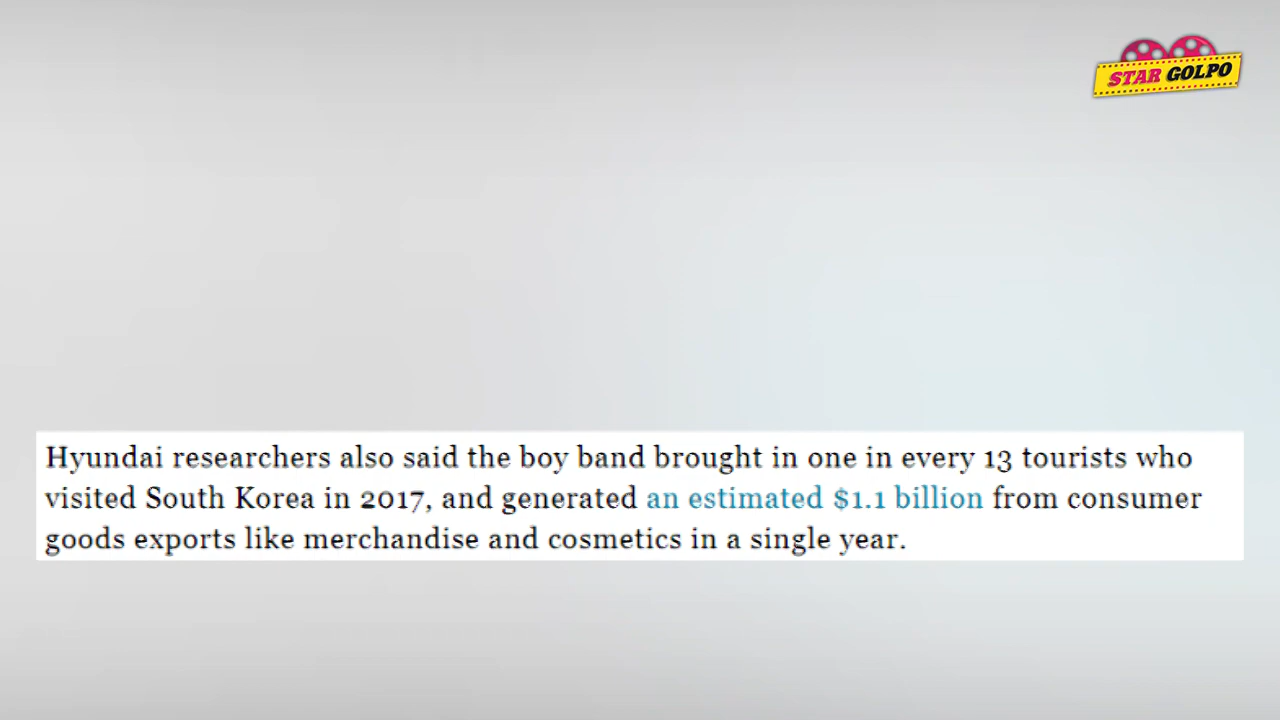 STAR GOLPO
Hyundai researchers also said the boy band brought in one in every 13 tourists who
visited South Korea in 2017, and generated an estimated $1.1 billion from consumer
goods exports like merchandise and cosmetics in a single year.